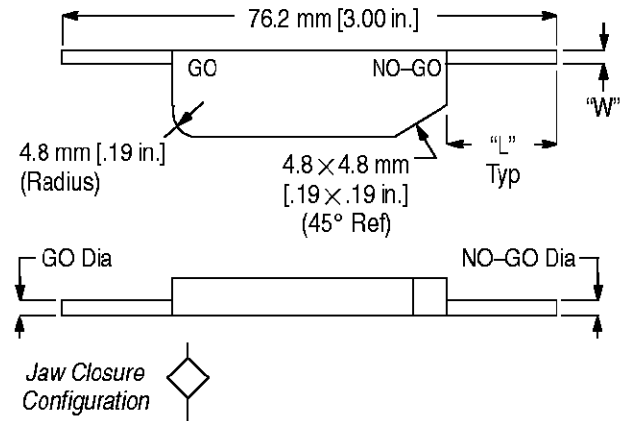 76.2 mm [3.00 in.]
GO
NO–GO
"W"
4.8 mm [.19 in.]
(Radius)
4.8 × 4.8 mm
[.19 × .19 in.]
(45° Ref)
"L"
Typ
GO Dia
NO–GO Dia
Jaw Closure
Configuration